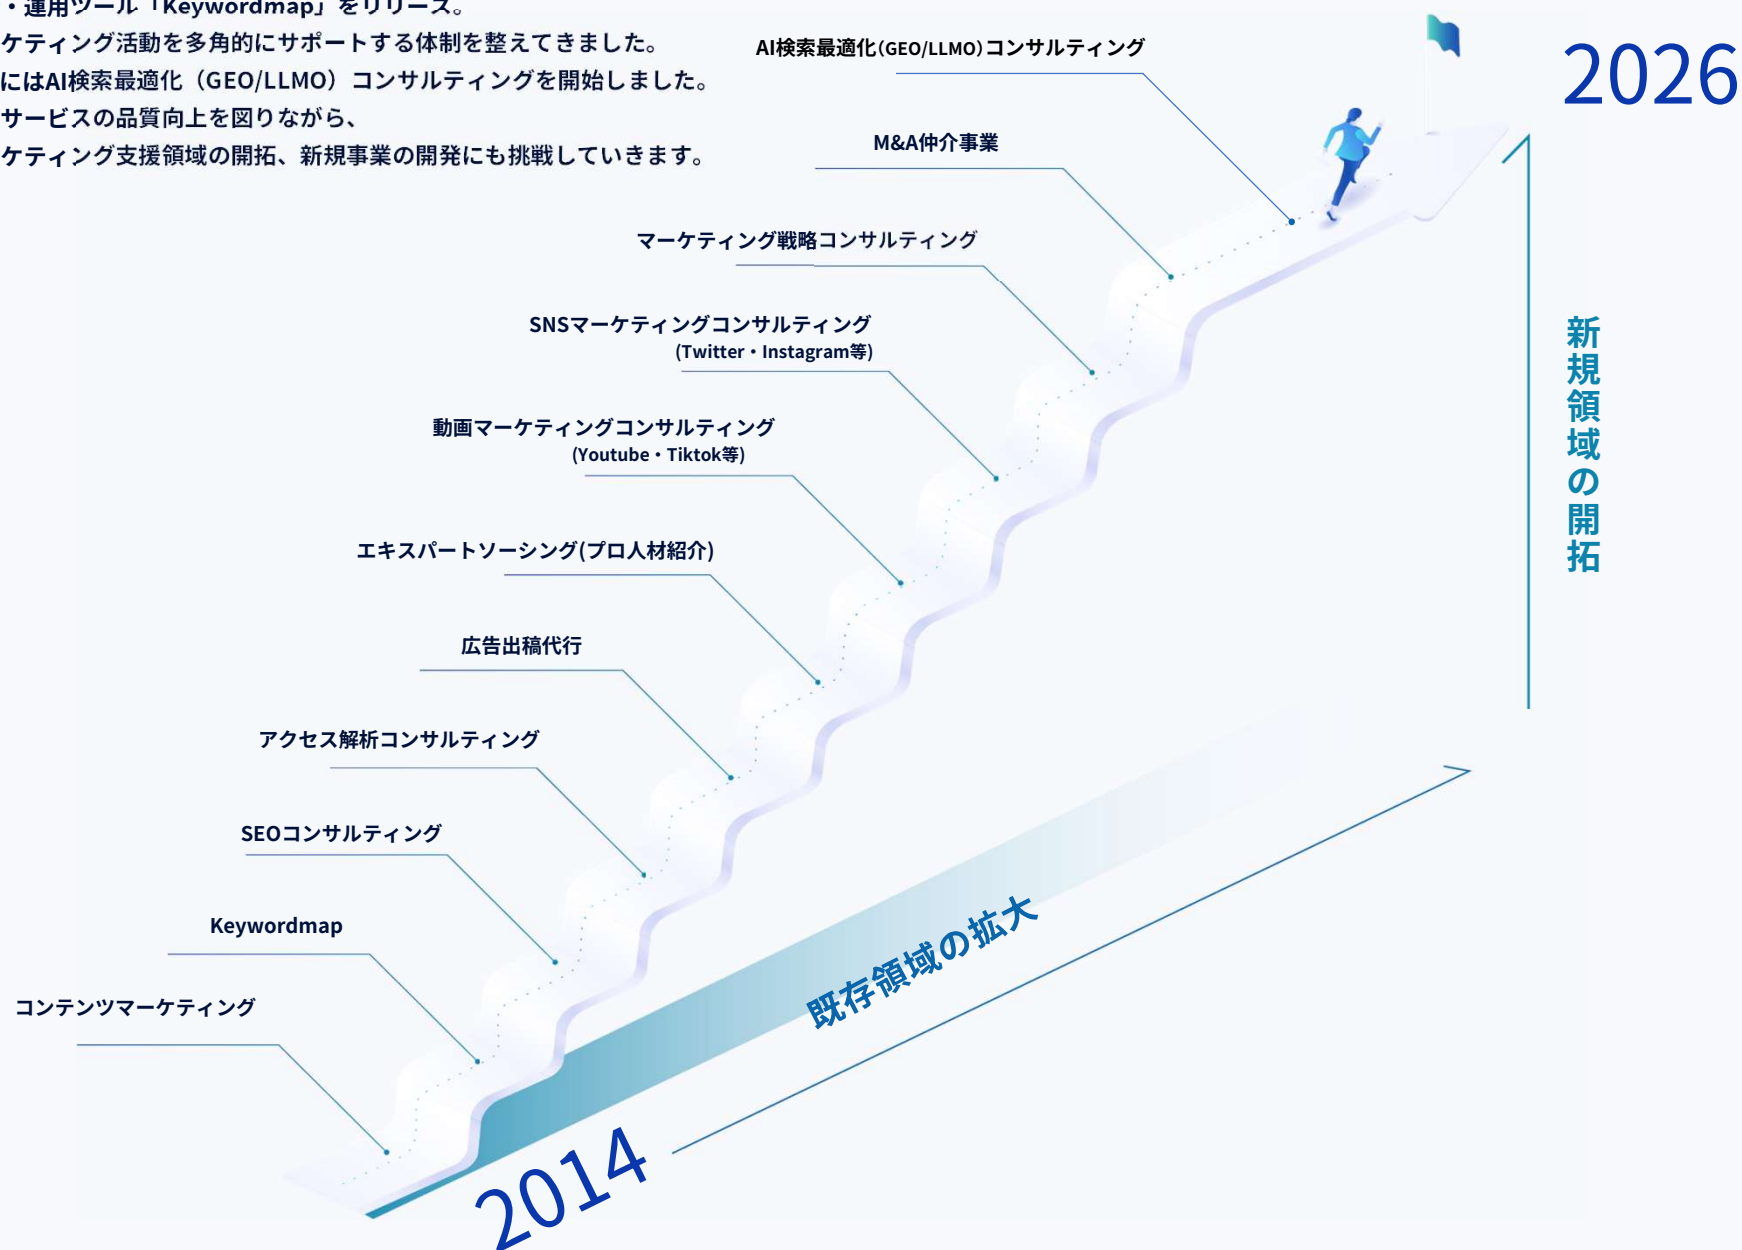 ・運用ツール「Keywordmap」をリリース。
ケティング活動を多角的にサポートする体制を整えてきました。
にはAI検索最適化（GEO/LLMO）コンサルティングを開始しました。
サービスの品質向上を図りながら、
ケティング支援領域の開拓、新規事業の開発にも挑戦していきます。
AI検索最適化(GEO/LLMO)コンサルティング
2026
M&A仲介事業
マーケティング戦略コンサルティング
SNSマーケティングコンサルティング
(Twitter・Instagram等)
新規領域の開拓
動画マーケティングコンサルティング
(Youtube・Tiktok等)
エキスパートソーシング(プロ人材紹介)
広告出稿代行
アクセス解析コンサルティング
SEOコンサルティング
Keywordmap
既存領域の拡大
コンテンツマーケティング
2014